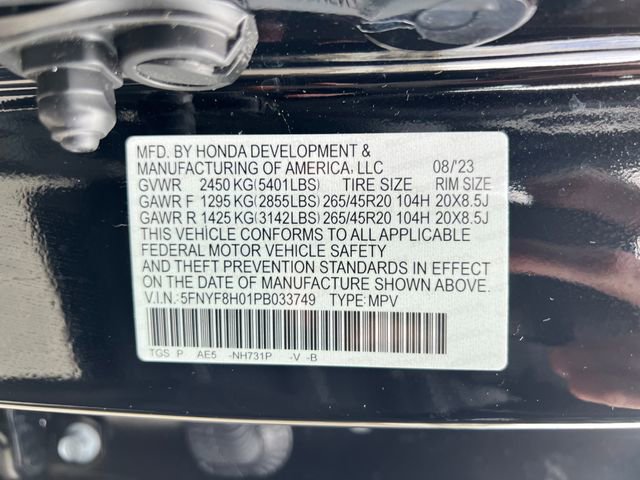 MFD. BY HONDA DEVELOPMENT &
MANUFACTURING OF AMERICA, LLC 08/'23
GVWR 2450 KG(5401LBS) TIRE SIZE RIM SIZE
GAWR F 1295 KG(2855LBS) 265/45R20 104H 20X8.5J
GAWR R 1425 KG(3142LBS) 265/45R20 104H 20X8.5J
THIS VEHICLE CONFORMS TO ALL APPLICABLE
FEDERAL MOTOR VEHICLE SAFETY
AND THEFT PREVENTION STANDARDS IN EFFECT
ON THE DATE OF MANUFACTURE SHOWN ABOVE.
V.I.N.: 5FNYF8H01PB033749 TYPE: MPV
TGS P AE5 -NH731P -V -B